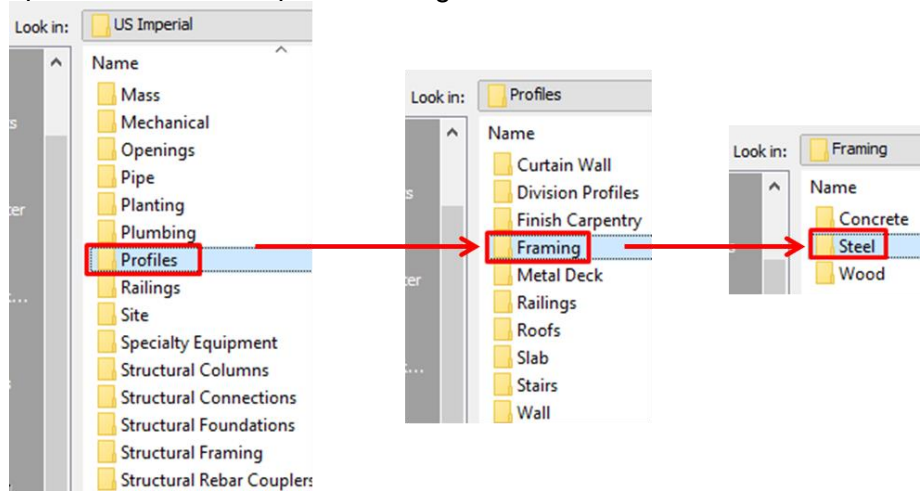 Look in: US Imperial
Name
Mass
Mechanical
Openings
Pipe
Planting
Plumbing
Profiles
Railings
Site
Specialty Equipment
Structural Columns
Structural Connections
Structural Foundations
Structural Framing
Structural Rebar Couplers
Look in: Profiles
Name
Curtain Wall
Division Profiles
Finish Carpentry
Framing
Metal Deck
Railings
Roofs
Slab
Stairs
Wall
Look in: Framing
Name
Concrete
Steel
Wood